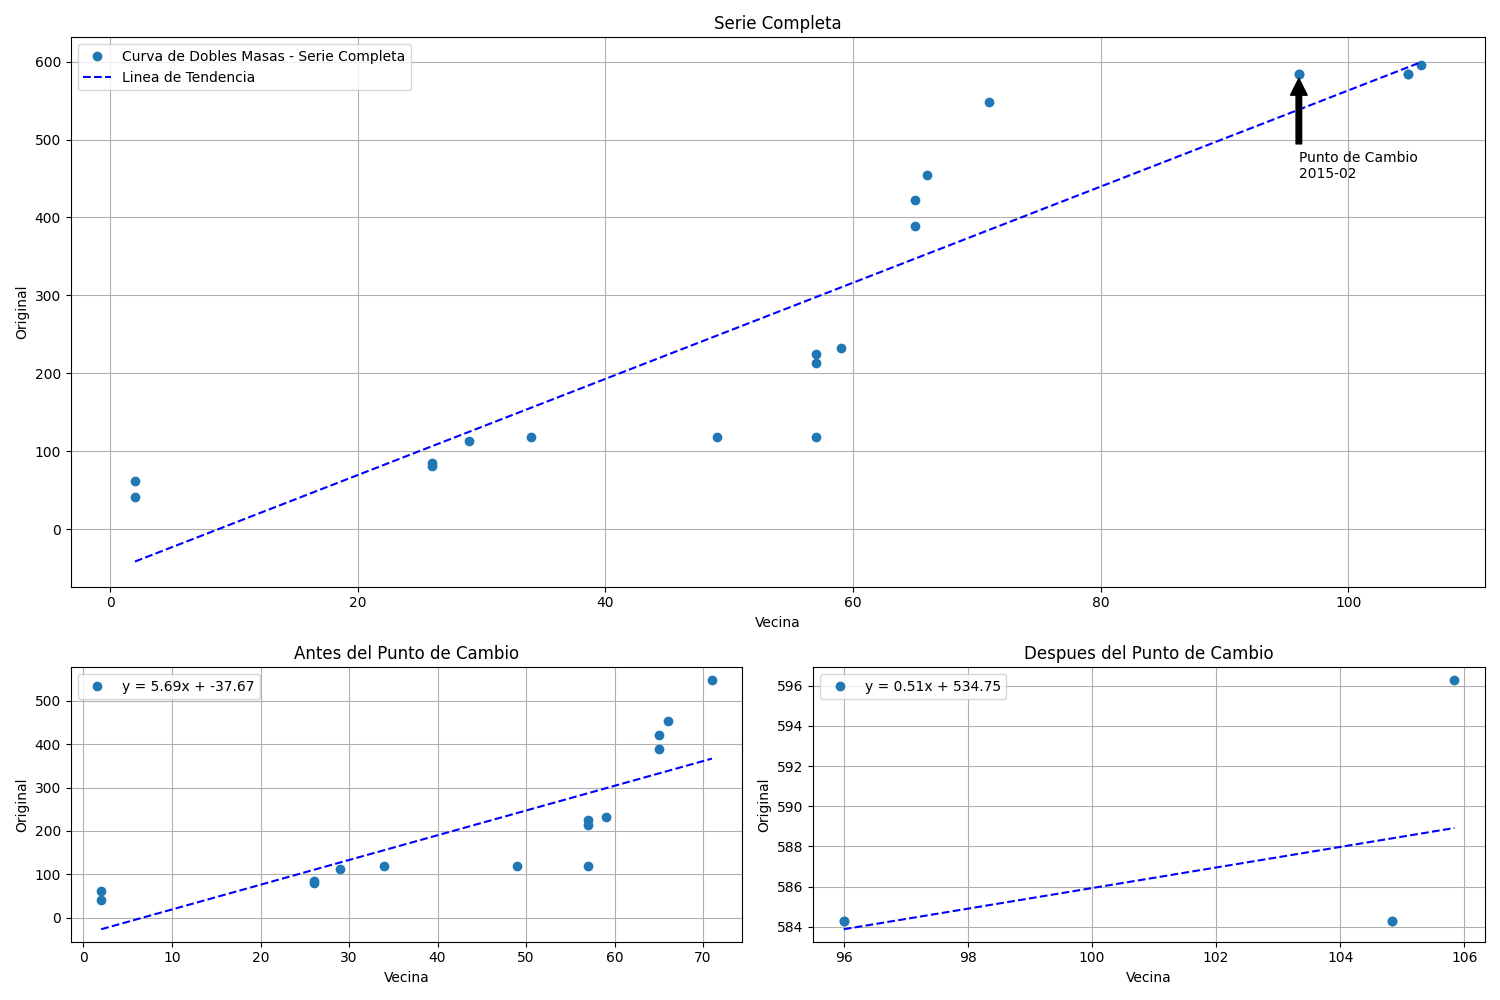 Serie Completa
Curva de Dobles Masas - Serie Completa
Linea de Tendencia
600
500
400
300
200
100
0
Original
Punto de Cambio
2015-02
0 20 40 60 80 100
Vecina
Antes del Punto de Cambio
y = 5.69x + -37.67
500
400
300
200
100
0
Original
0 10 20 30 40 50 60 70
Vecina
Despues del Punto de Cambio
y = 0.51x + 534.75
596
594
592
590
588
586
584
Original
96 98 100 102 104 106
Vecina